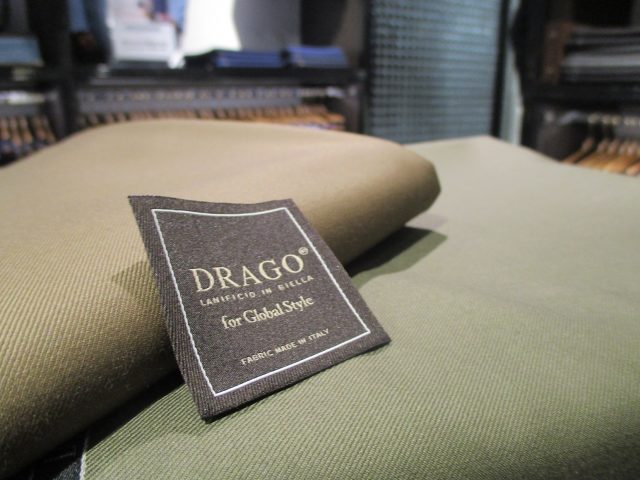 DRAGO®
LANIFICIO IN BIELLA
for Global Style
FABRIC MADE IN ITALY